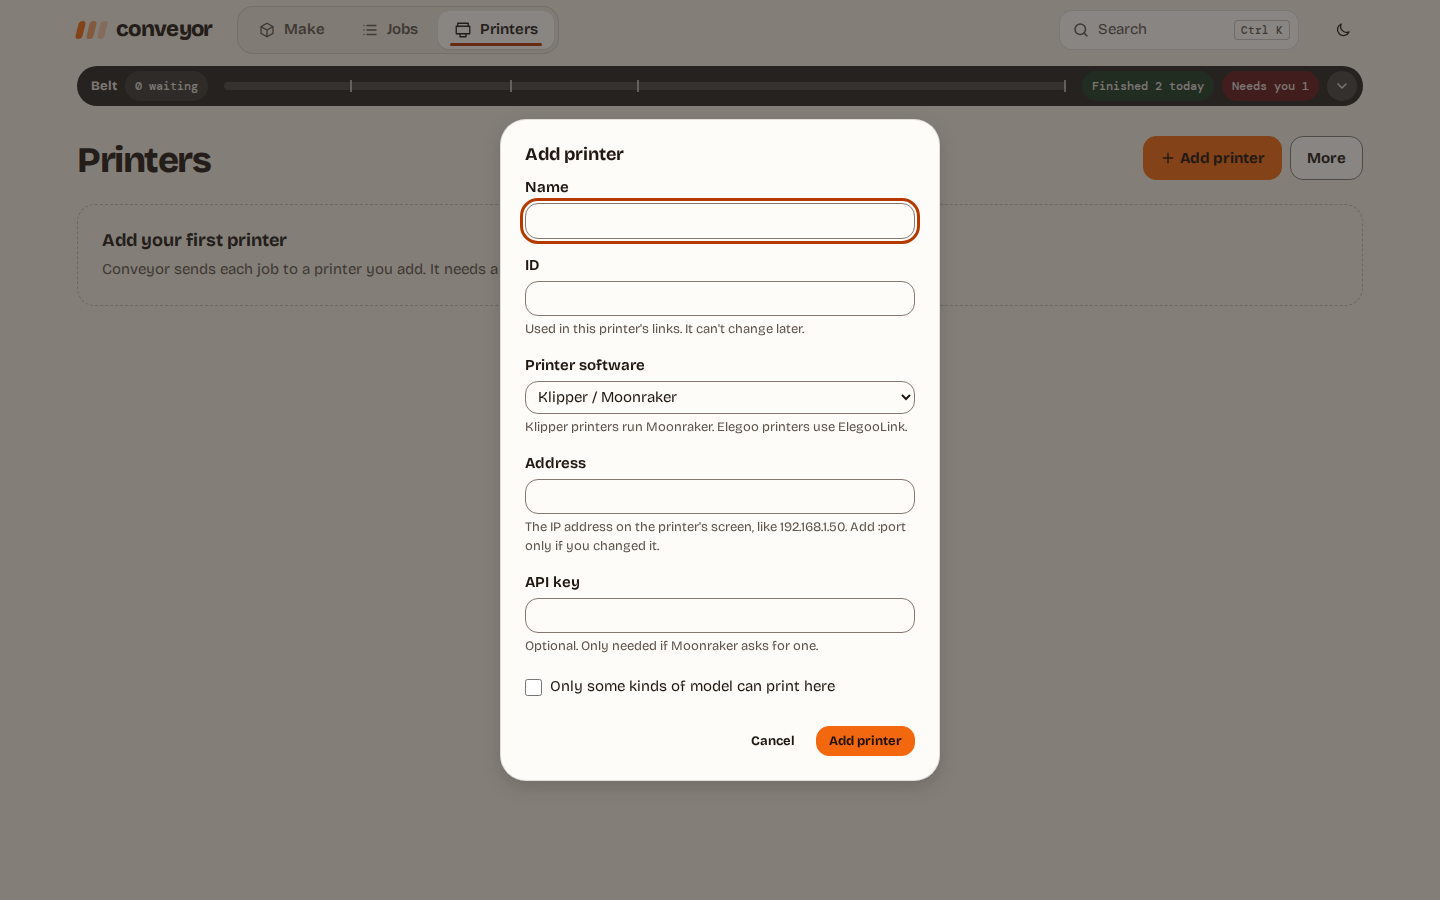 conveyor
Make
Jobs
Printers
Search
Ctrl K
Belt
0 waiting
Finished 2 today
Needs you 1
Printers
+ Add printer
More
Add your first printer
Conveyor sends each job to a printer you add. It needs a
Add printer
Name
ID
Used in this printer's links. It can't change later.
Printer software
Klipper / Moonraker
Klipper printers run Moonraker. Elegoo printers use ElegooLink.
Address
The IP address on the printer's screen, like 192.168.1.50. Add :port
only if you changed it.
API key
Optional. Only needed if Moonraker asks for one.
Only some kinds of model can print here
Cancel
Add printer